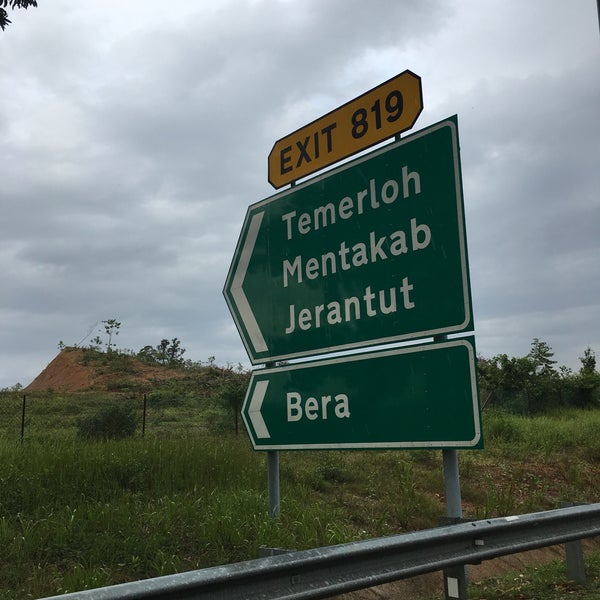 EXIT 819
Temerloh
Mentakab
Jerantut
Bera